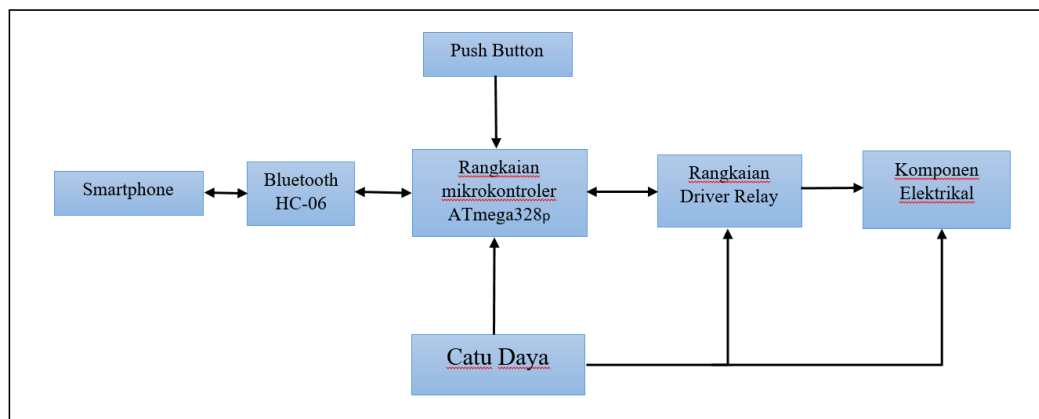 Push Button
Smartphone
Bluetooth
HC-06
Rangkaian
mikrokontroler
ATmega328p
Rangkaian
Driver Relay
Komponen
Elektrikal
Catu Daya